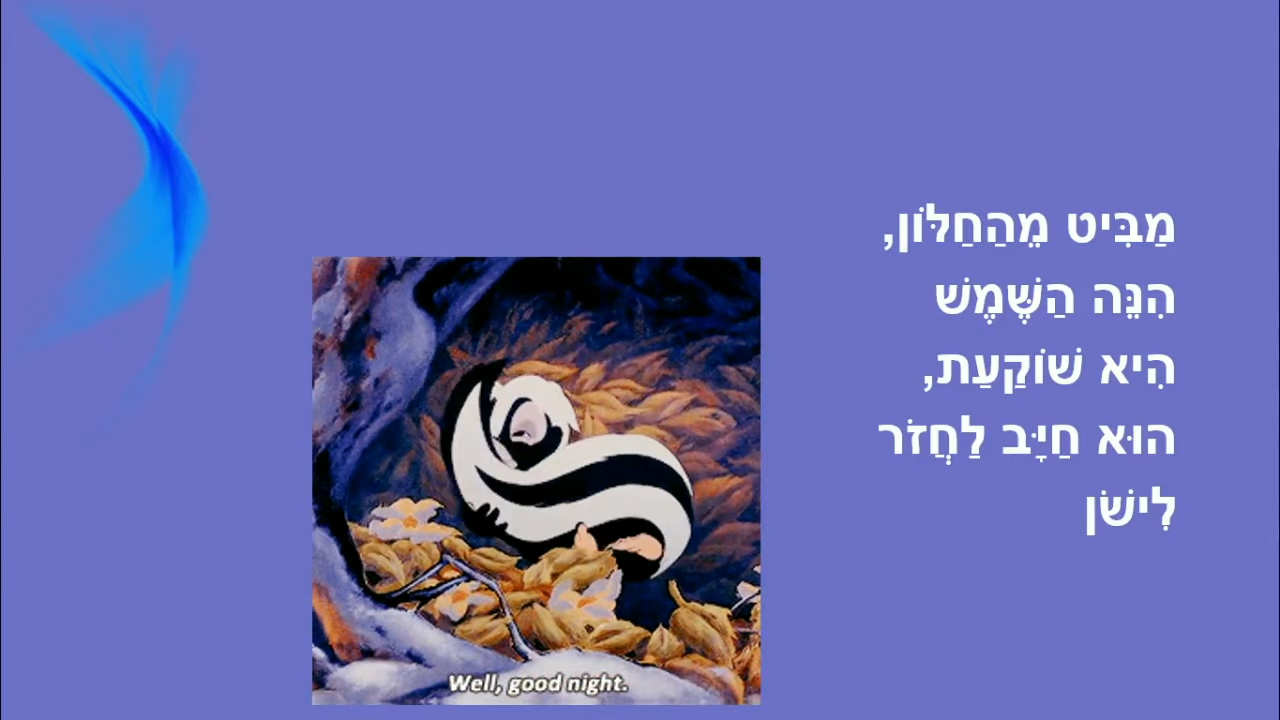 מַבִּיט מֵהַחַלּוֹן,
הִנֵּה הַשֶּׁמֶשׁ
הִיא שׁוֹקַעַת,
הוּא חַיָּב לַחֲזֹר
לִישֹׁן
Well, good night.